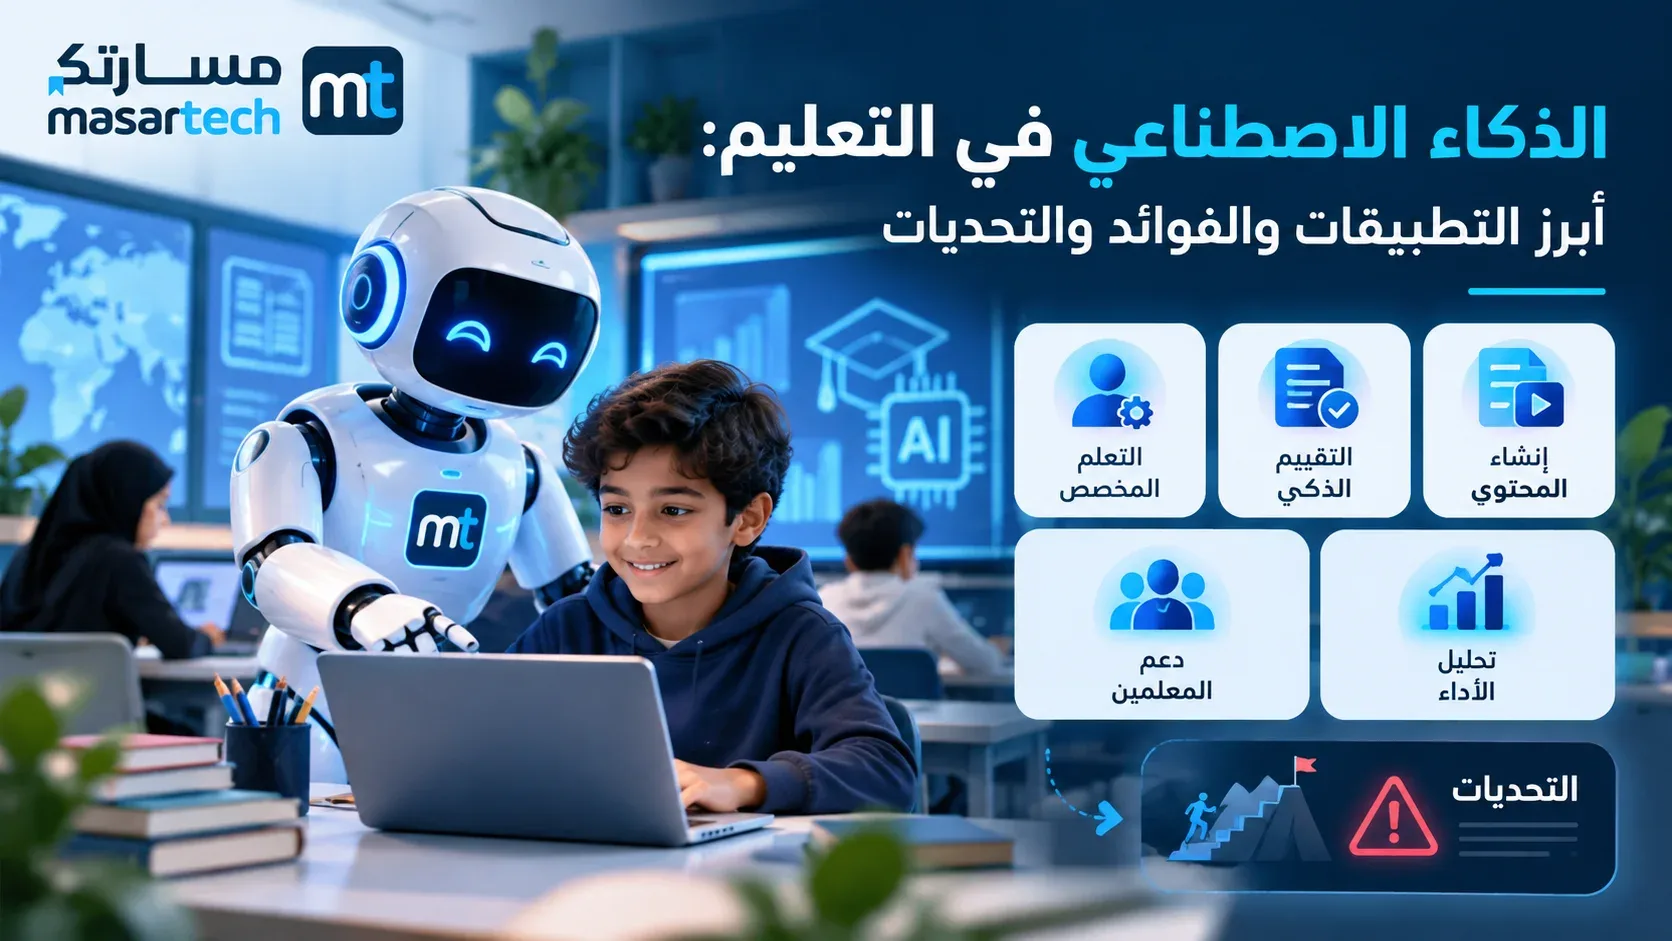 مسارتك
masartech
mt
الذكاء الاصطناعي في التعليم:
أبرز التطبيقات والفوائد والتحديات
إنشاء
المحتوي
التقييم
الذكي
التعلم
المخصص
تحليل
الأداء
دعم
المعلمين
التحديات
AI
mt